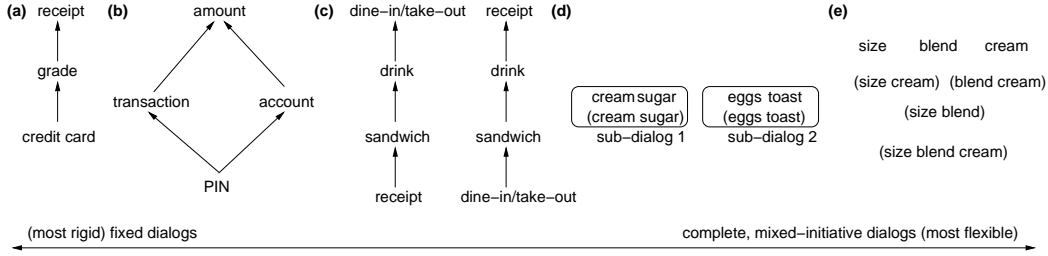 (a) receipt
grade
credit card
(b) amount
transaction account
PIN
(c) dine−in/take−out receipt
drink drink
sandwich sandwich
receipt dine−in/take−out
(d)
cream sugar
(cream sugar)
sub−dialog 1
eggs toast
(eggs toast)
sub−dialog 2
(e)
size blend cream
(size cream) (blend cream)
(size blend)
(size blend cream)
(most rigid) fixed dialogs complete, mixed−initiative dialogs (most flexible)